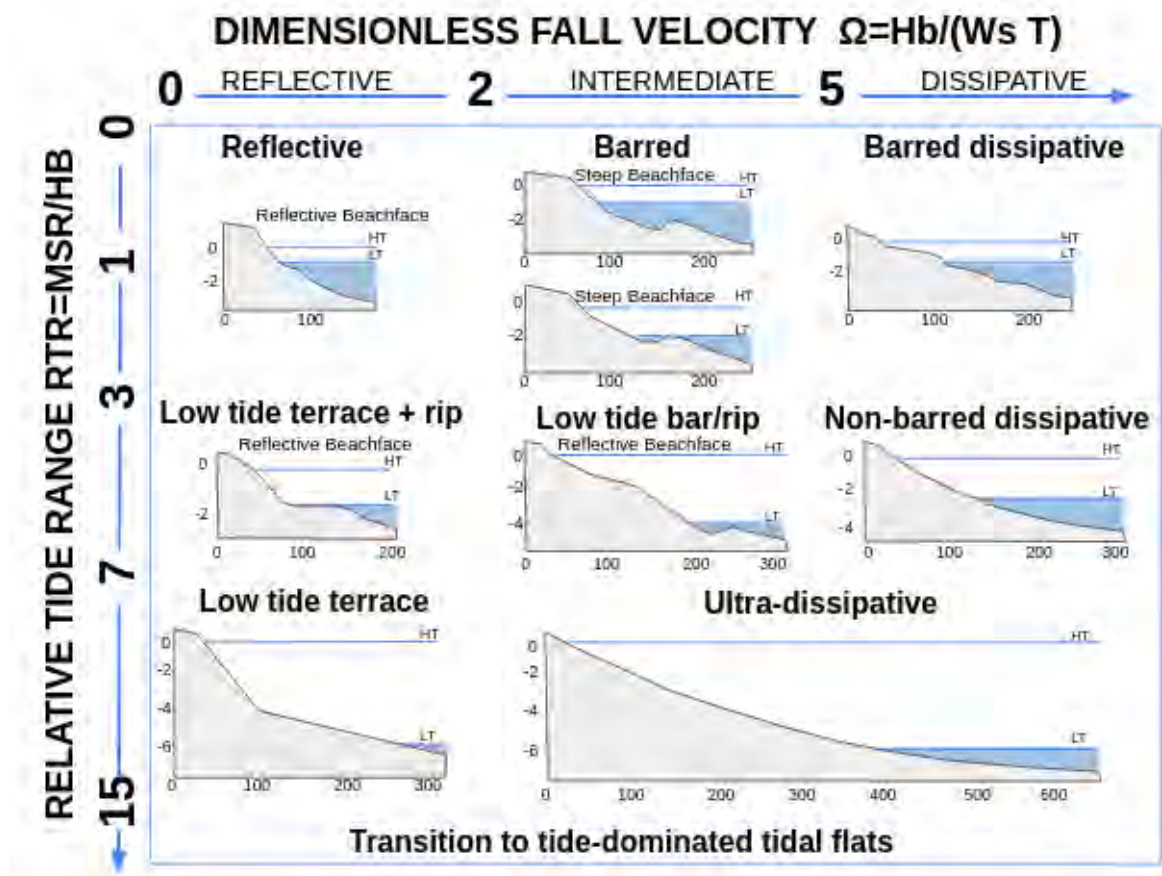 DIMENSIONLESS FALL VELOCITY Ω=Hb/(Ws T)
0 REFLECTIVE 2 INTERMEDIATE 5 DISSIPATIVE
RELATIVE TIDE RANGE RTR=MSR/HB
0
1
3
7
15
Reflective
Reflective Beachface
HT
LT
0
-2
0 100
Barred
Steep Beachface HT
LT
0
-2
0 100 200
Steep Beachface HT
LT
0
-2
0 100 200
Barred dissipative
HT
LT
0
-2
0 100 200
Low tide terrace + rip
Reflective Beachface
HT
LT
0
-2
0 100 200
Low tide bar/rip
Reflective Beachface HT
LT
0
-2
-4
0 100 200 300
Non-barred dissipative
HT
LT
0
-2
-4
0 100 200 300
Low tide terrace
HT
LT
0
-2
-4
-6
0 100 200 300
Ultra-dissipative
HT
LT
0
-2
-4
-6
0 100 200 300 400 500 600
Transition to tide-dominated tidal flats